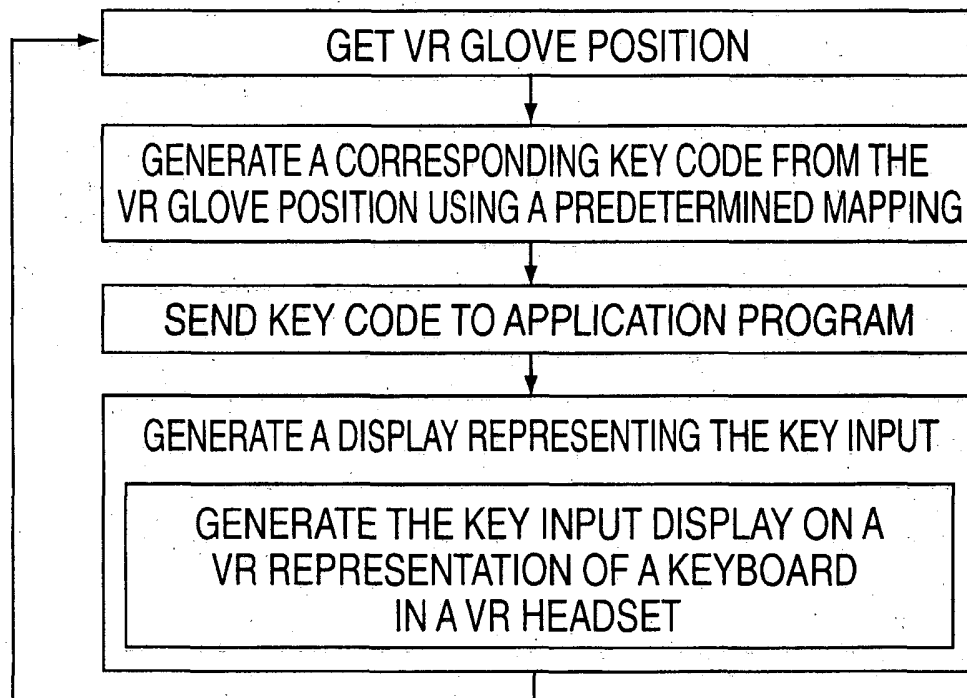 GET VR GLOVE POSITION
GENERATE A CORRESPONDING KEY CODE FROM THE
VR GLOVE POSITION USING A PREDETERMINED MAPPING
SEND KEY CODE TO APPLICATION PROGRAM
GENERATE A DISPLAY REPRESENTING THE KEY INPUT
GENERATE THE KEY INPUT DISPLAY ON A
VR REPRESENTATION OF A KEYBOARD
IN A VR HEADSET